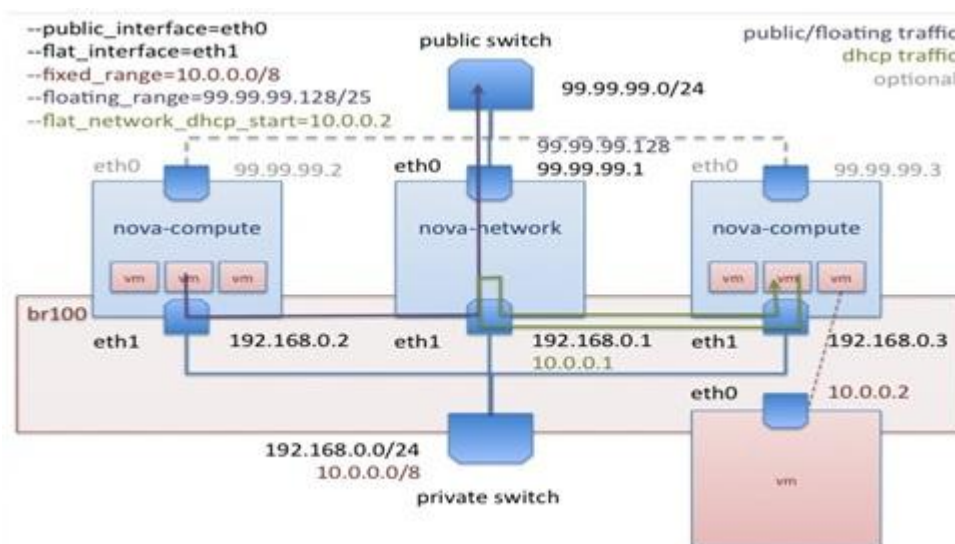 --public_interface=eth0
--flat_interface=eth1
--fixed_range=10.0.0.0/8
--floating_range=99.99.99.128/25
--flat_network_dhcp_start=10.0.0.2
public switch
99.99.99.0/24
public/floating traffic
dhcp traffic
optional
eth0
99.99.99.2
eth0
99.99.99.128
99.99.99.1
eth0
99.99.99.3
nova-compute
nova-network
nova-compute
vm
vm
vm
vm
vm
vm
br100
eth1
192.168.0.2
eth1
192.168.0.1
10.0.0.1
eth1
192.168.0.3
eth0
10.0.0.2
192.168.0.0/24
10.0.0.0/8
private switch
vm